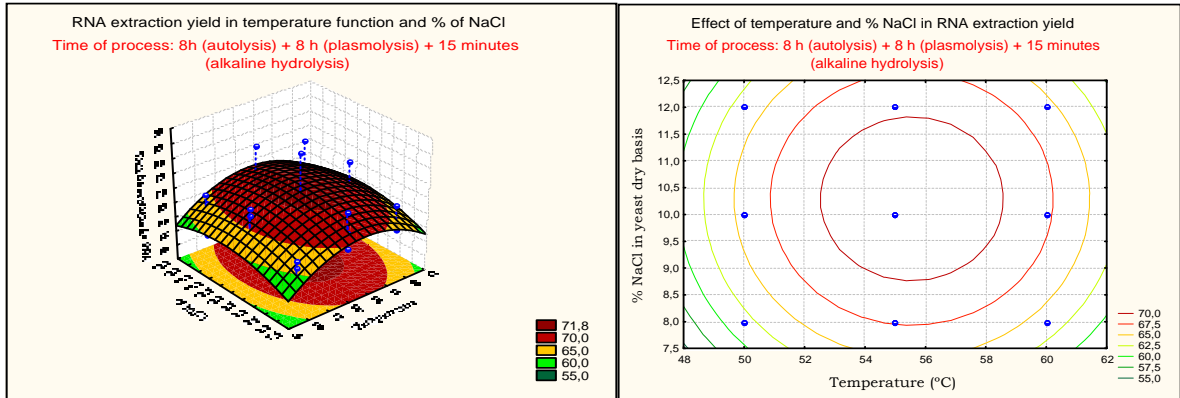 RNA extraction yield in temperature function and % of NaCl
Time of process: 8h (autolysis) + 8 h (plasmolysis) + 15 minutes
(alkaline hydrolysis)
71,8
70,0
65,0
60,0
55,0
Effect of temperature and % NaCl in RNA extraction yield
Time of process: 8 h (autolysis) + 8 h (plasmolysis) + 15 minutes
(alkaline hydrolysis)
% NaCl in yeast dry basis
12,5
12,0
11,5
11,0
10,5
10,0
9,5
9,0
8,5
8,0
7,5
48 50 52 54 56 58 60 62
Temperature (ºC)
70,0
67,5
65,0
62,5
60,0
57,5
55,0